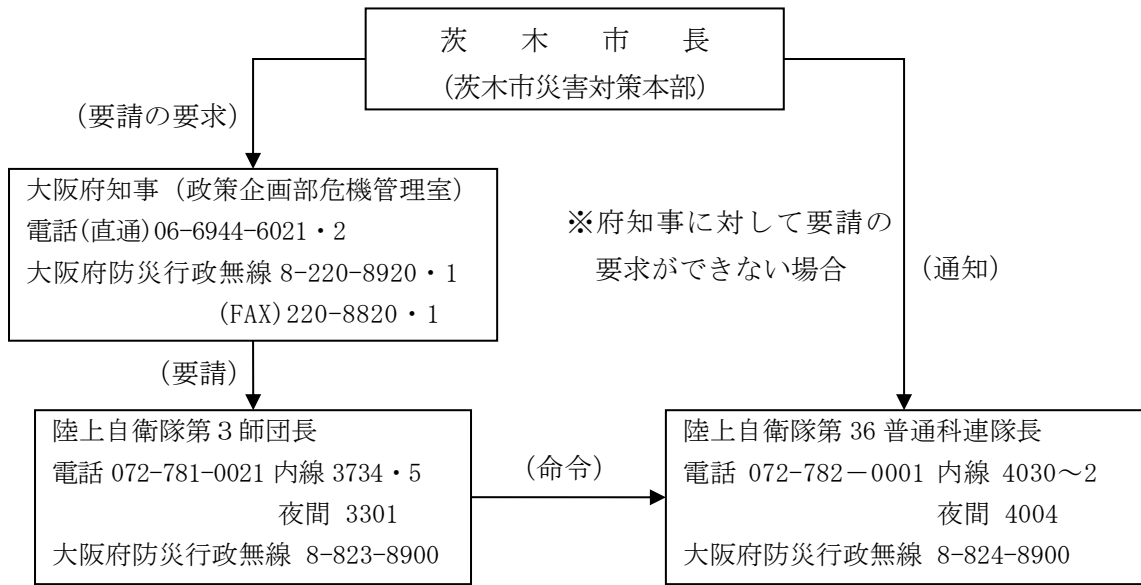 茨木市長
(茨木市災害対策本部)
(要請の要求)
大阪府知事(政策企画部危機管理室)
電話(直通)06-6944-6021・2
大阪府防災行政無線 8-220-8920・1
(FAX)220-8820・1
※府知事に対して要請の
要求ができない場合
(通知)
(要請)
陸上自衛隊第3師団長
電話 072-781-0021 内線 3734・5
夜間 3301
大阪府防災行政無線 8-823-8900
(命令)
陸上自衛隊第 36 普通科連隊長
電話 072-782-0001 内線 4030~2
夜間 4004
大阪府防災行政無線 8-824-8900